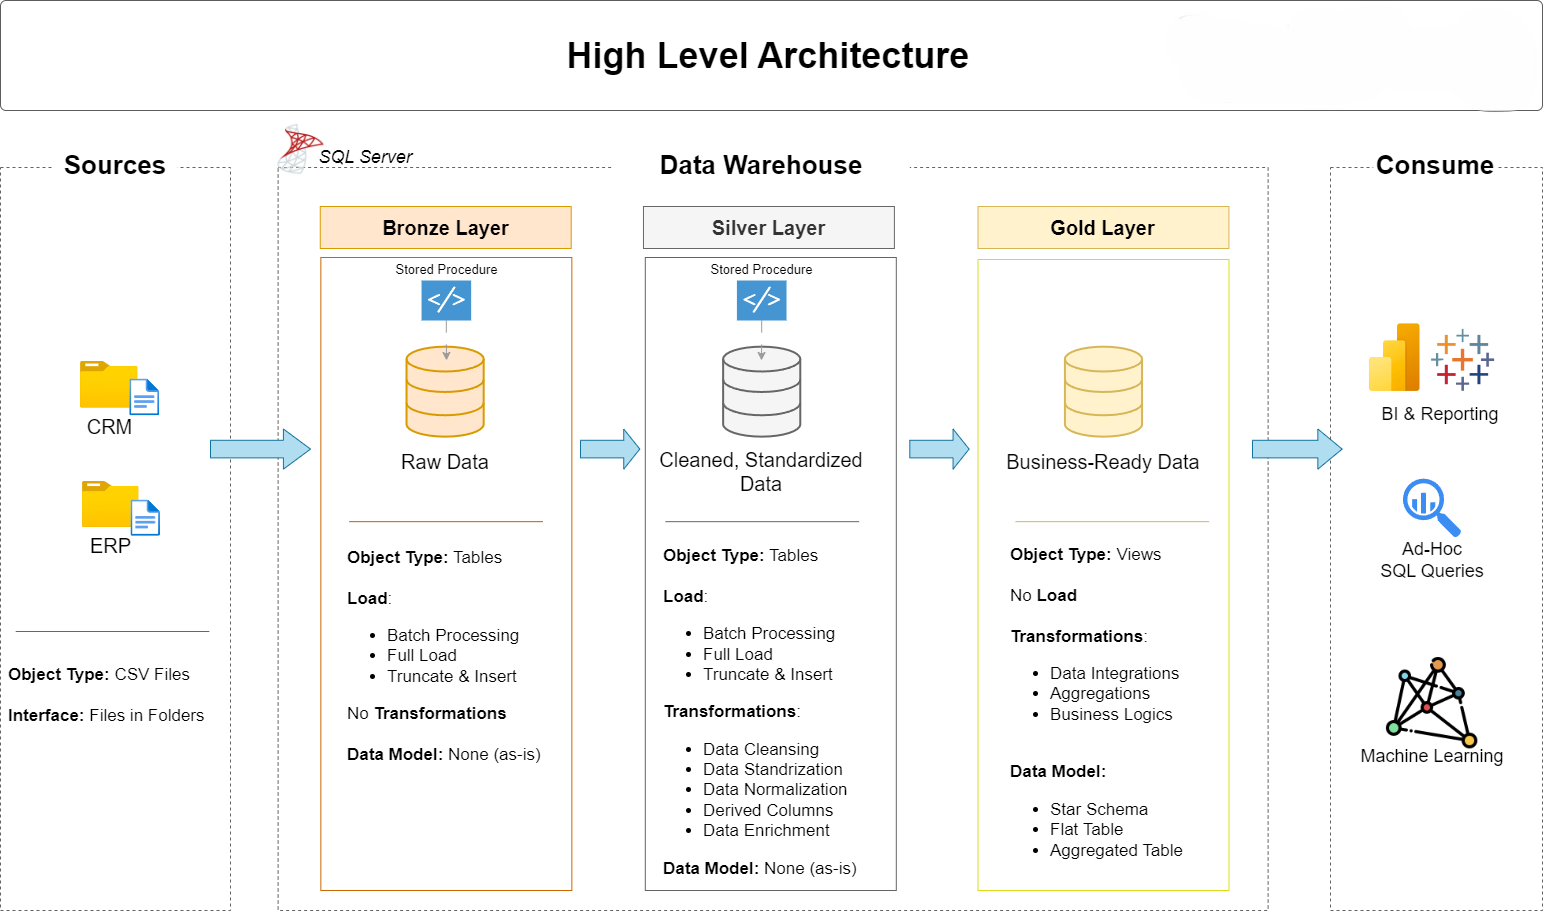 High Level Architecture
Sources
SQL Server
Data Warehouse
Consume
CRM
ERP
Object Type: CSV Files
Interface: Files in Folders
Bronze Layer
Stored Procedure
</>
Raw Data
Object Type: Tables
Load:
• Batch Processing
• Full Load
• Truncate & Insert
No Transformations
Data Model: None (as-is)
Silver Layer
Stored Procedure
</>
Cleaned, Standardized
Data
Object Type: Tables
Load:
• Batch Processing
• Full Load
• Truncate & Insert
Transformations:
• Data Cleansing
• Data Standrization
• Data Normalization
• Derived Columns
• Data Enrichment
Data Model: None (as-is)
Gold Layer
Business-Ready Data
Object Type: Views
No Load
Transformations:
• Data Integrations
• Aggregations
• Business Logics
Data Model:
• Star Schema
• Flat Table
• Aggregated Table
BI & Reporting
Ad-Hoc
SQL Queries
Machine Learning